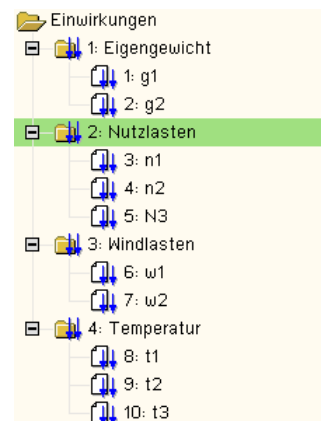 Einwirkungen
1: Eigengewicht
1: g1
2: g2
2: Nutzlasten
3: n1
4: n2
5: N3
3: Windlasten
6: w1
7: w2
4: Temperatur
8: t1
9: t2
10: t3